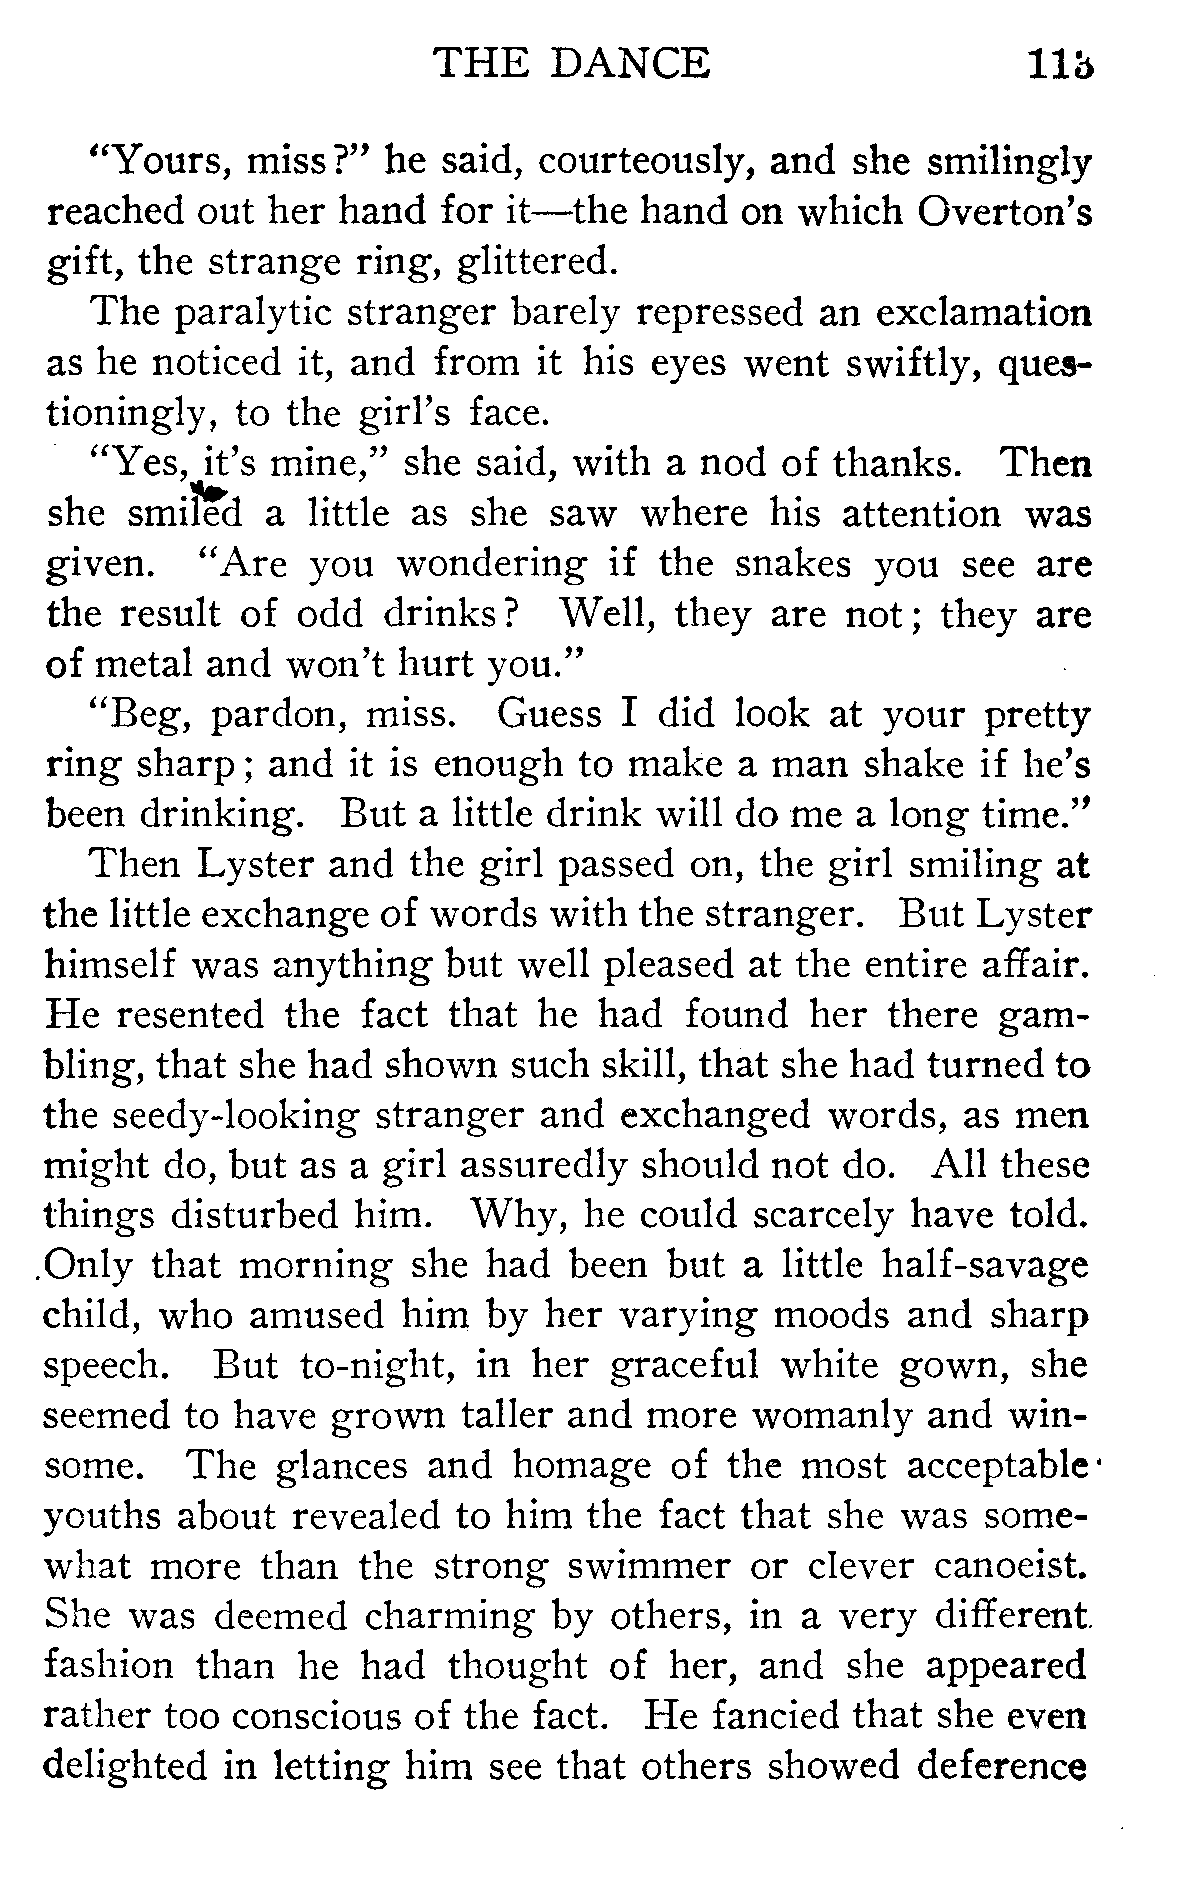 THE DANCE 113
“Yours, miss?” he said, courteously, and she smilingly
reached out her hand for it—the hand on which Overton's
gift, the strange ring, glittered.
The paralytic stranger barely repressed an exclamation
as he noticed it, and from it his eyes went swiftly, ques-
tioningly, to the girl's face.
“Yes, it's mine,” she said, with a nod of thanks. Then
she smiled a little as she saw where his attention was
given. “Are you wondering if the snakes you see are
the result of odd drinks? Well, they are not; they are
of metal and won't hurt you.”
“Beg, pardon, miss. Guess I did look at your pretty
ring sharp; and it is enough to make a man shake if he's
been drinking. But a little drink will do me a long time.”
Then Lyster and the girl passed on, the girl smiling at
the little exchange of words with the stranger. But Lyster
himself was anything but well pleased at the entire affair.
He resented the fact that he had found her there gam-
bling, that she had shown such skill, that she had turned to
the seedy-looking stranger and exchanged words, as men
might do, but as a girl assuredly should not do. All these
things disturbed him. Why, he could scarcely have told.
Only that morning she had been but a little half-savage
child, who amused him by her varying moods and sharp
speech. But to-night, in her graceful white gown, she
seemed to have grown taller and more womanly and win-
some. The glances and homage of the most acceptable
youths about revealed to him the fact that she was some-
what more than the strong swimmer or clever canoeist.
She was deemed charming by others, in a very different
fashion than he had thought of her, and she appeared
rather too conscious of the fact. He fancied that she even
delighted in letting him see that others showed deference